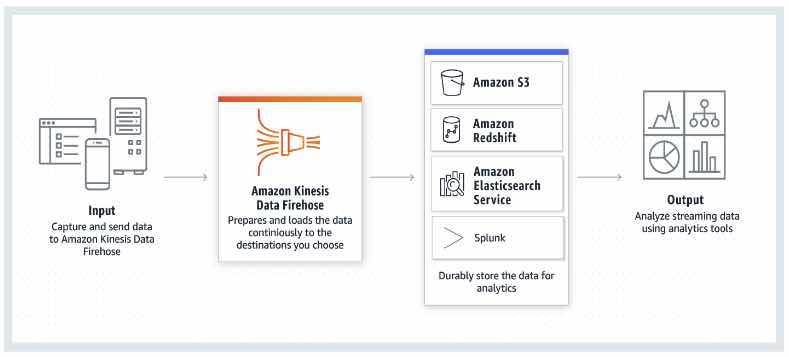 Input
Capture and send data
to Amazon Kinesis Data
Firehose
Amazon Kinesis
Data Firehose
Prepares and loads the data
continiously to the
destinations you choose
Amazon S3
Amazon
Redshift
Amazon
Elasticsearch
Service
Splunk
Durably store the data for
analytics
Output
Analyze streaming data
using analytics tools